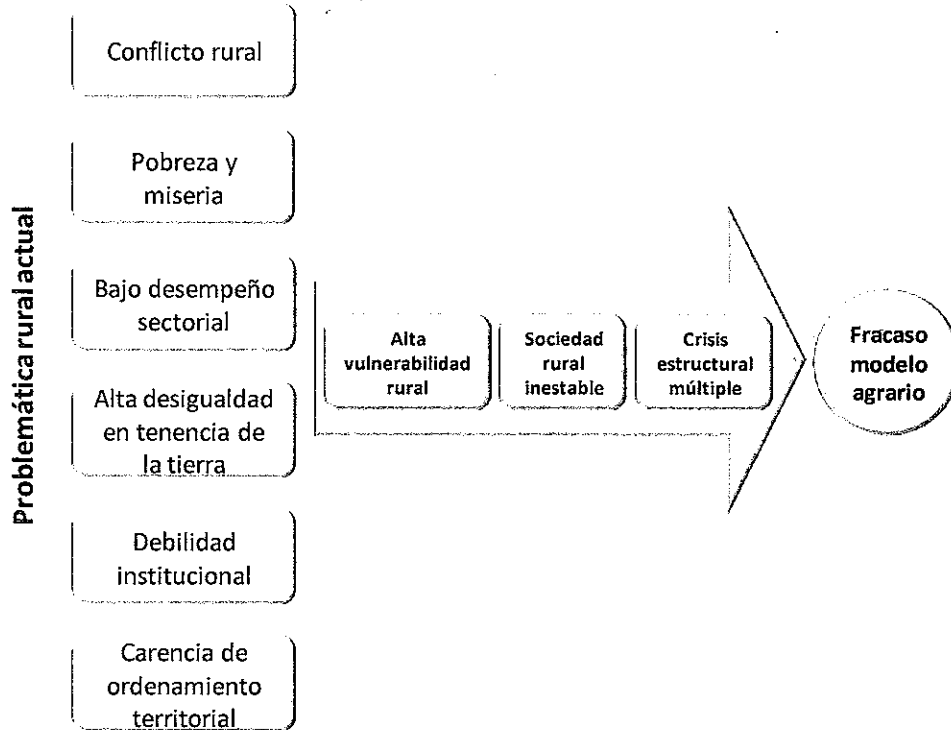 Problemática rural actual
Conflicto rural
Pobreza y
miseria
Bajo desempeño
sectorial
Alta desigualdad
en tenencia de
la tierra
Debilidad
institucional
Carencia de
ordenamiento
territorial
Alta
vulnerabilidad
rural
Sociedad
rural
inestable
Crisis
estructural
múltiple
Fracaso
modelo
agrario